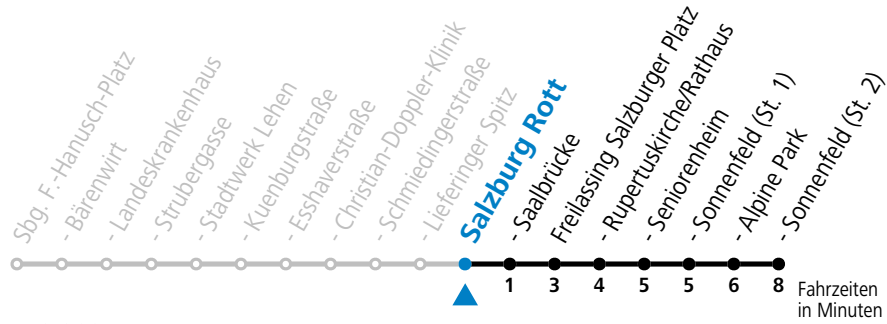 Sbg. F.-Hanusch-Platz
- Bärenwirt
- Landeskrankenhaus
- Strubergasse
- Stadtwerk Lehen
- Kuenburgstraße
- Esshaverstraße
- Christian-Doppler-Klinik
- Schmiedingerstraße
- Lieferinger Spitz
Salzburg Rott
- Saalbrücke
Freilassing Salzburger Platz
- Rupertuskirche/Rathaus
- Seniorenheim
- Sonnenfeld (St. 1)
- Alpine Park
- Sonnenfeld (St. 2)
1 3 4 5 5 6 8 Fahrzeiten
in Minuten